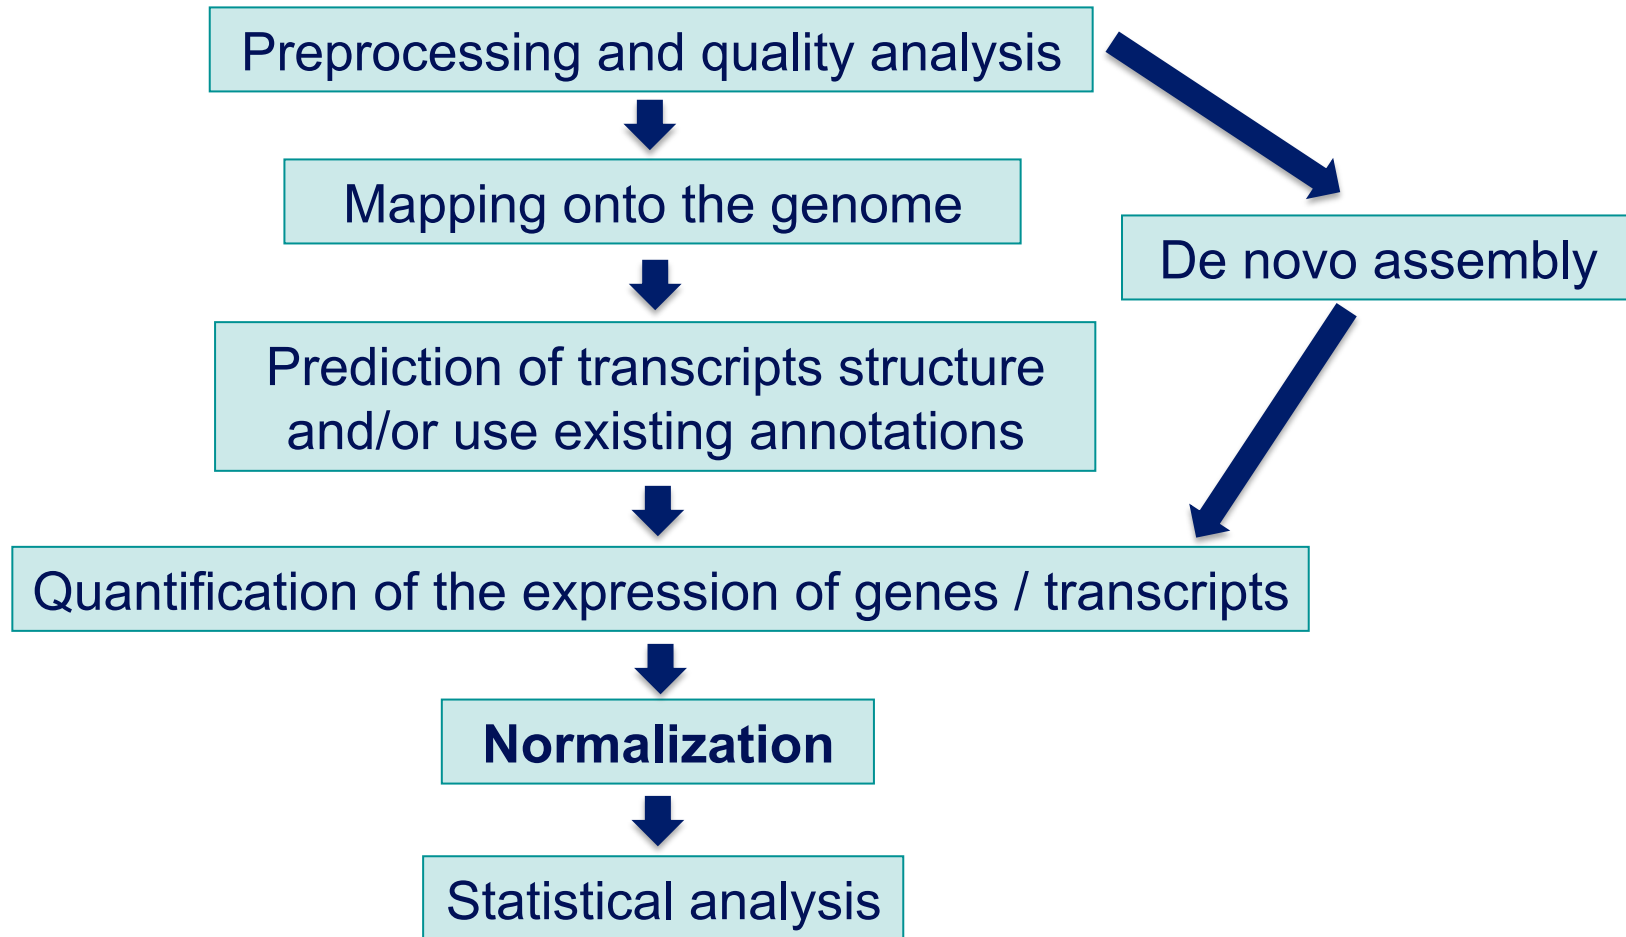 Preprocessing and quality analysis
Mapping onto the genome
De novo assembly
Prediction of transcripts structure
and/or use existing annotations
Quantification of the expression of genes / transcripts
Normalization
Statistical analysis